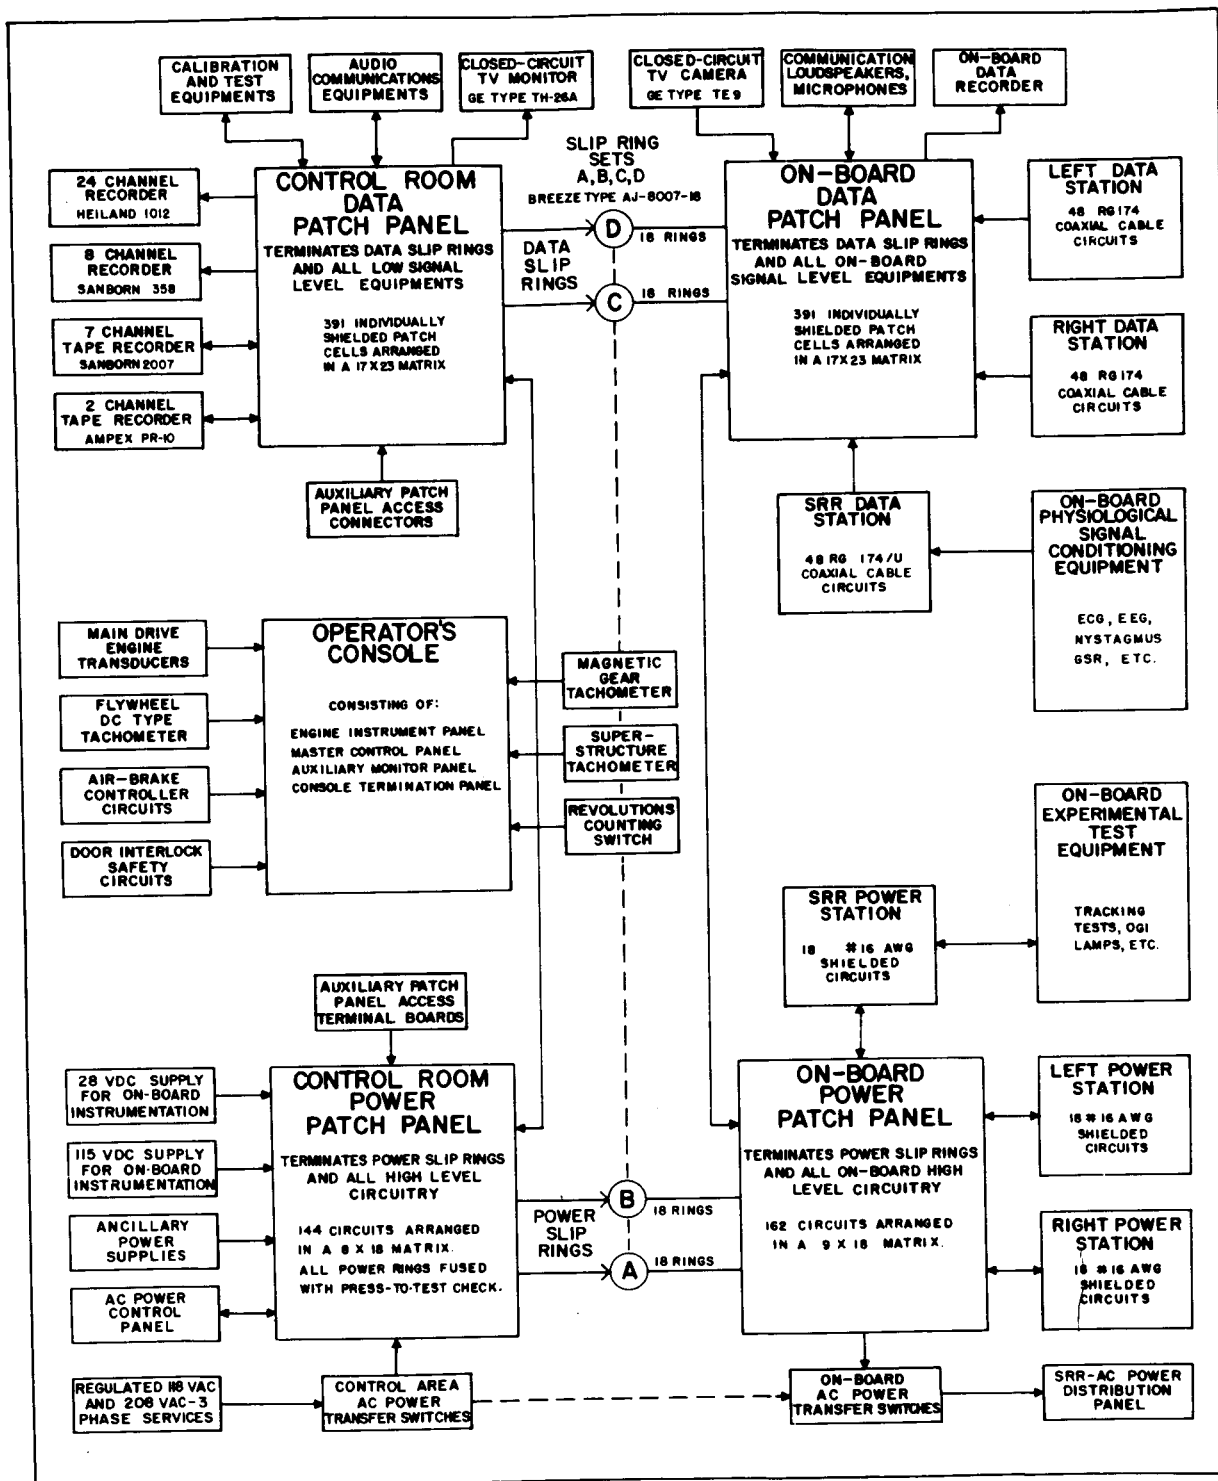 CALIBRATION
AND TEST
EQUIPMENTS
AUDIO
COMMUNICATIONS
EQUIPMENTS
CLOSED-CIRCUIT
TV MONITOR
GE TYPE TH-26A
CLOSED-CIRCUIT
TV CAMERA
GE TYPE TE9
COMMUNICATION
LOUDSPEAKERS,
MICROPHONES
ON-BOARD
DATA
RECORDER
24 CHANNEL
RECORDER
HEILAND 1012
8 CHANNEL
RECORDER
SANBORN 358
7 CHANNEL
TAPE RECORDER
SANBORN 2007
2 CHANNEL
TAPE RECORDER
AMPEX PR-10
CONTROL ROOM
DATA
PATCH PANEL
TERMINATES DATA SLIP RINGS
AND ALL LOW SIGNAL
LEVEL EQUIPMENTS
391 INDIVIDUALLY
SHIELDED PATCH
CELLS ARRANGED
IN A 17X23 MATRIX
SLIP RING
SETS
A,B,C,D
BREEZE TYPE AJ-8007-18
D
18 RINGS
DATA
SLIP
RINGS
C
18 RINGS
ON-BOARD
DATA
PATCH PANEL
TERMINATES DATA SLIP RINGS
AND ALL ON-BOARD
SIGNAL LEVEL EQUIPMENTS
391 INDIVIDUALLY
SHIELDED PATCH
CELLS ARRANGED
IN A 17X23 MATRIX
LEFT DATA
STATION
48 RG174
COAXIAL CABLE
CIRCUITS
RIGHT DATA
STATION
48 RG174
COAXIAL CABLE
CIRCUITS
AUXILIARY PATCH
PANEL ACCESS
CONNECTORS
SRR DATA
STATION
48 RG 174/U
COAXIAL CABLE
CIRCUITS
ON-BOARD
PHYSIOLOGICAL
SIGNAL
CONDITIONING
EQUIPMENT
ECG, EEG,
NYSTAGMUS
GSR, ETC.
MAIN DRIVE
ENGINE
TRANSDUCERS
FLYWHEEL
DC TYPE
TACHOMETER
AIR-BRAKE
CONTROLLER
CIRCUITS
DOOR INTERLOCK
SAFETY
CIRCUITS
OPERATOR'S
CONSOLE
CONSISTING OF:
ENGINE INSTRUMENT PANEL
MASTER CONTROL PANEL
AUXILIARY MONITOR PANEL
CONSOLE TERMINATION PANEL
MAGNETIC
GEAR
TACHOMETER
SUPER-
STRUCTURE
TACHOMETER
REVOLUTIONS
COUNTING
SWITCH
ON-BOARD
EXPERIMENTAL
TEST
EQUIPMENT
TRACKING
TESTS, OGI
LAMPS, ETC.
SRR POWER
STATION
18 #16 AWG
SHIELDED
CIRCUITS
AUXILIARY PATCH
PANEL ACCESS
TERMINAL BOARDS
28 VDC SUPPLY
FOR ON-BOARD
INSTRUMENTATION
115 VDC SUPPLY
FOR ON-BOARD
INSTRUMENTATION
ANCILLARY
POWER
SUPPLIES
AC POWER
CONTROL
PANEL
REGULATED 118 VAC
AND 208 VAC-3
PHASE SERVICES
CONTROL ROOM
POWER
PATCH PANEL
TERMINATES POWER SLIP RINGS
AND ALL HIGH LEVEL
CIRCUITRY
144 CIRCUITS ARRANGED
IN A 8 X 18 MATRIX.
ALL POWER RINGS FUSED
WITH PRESS-TO-TEST CHECK.
B
18 RINGS
POWER
SLIP
RINGS
A
18 RINGS
ON-BOARD
POWER
PATCH PANEL
TERMINATES POWER SLIP RINGS
AND ALL ON-BOARD HIGH
LEVEL CIRCUITRY
162 CIRCUITS ARRANGED
IN A 9 X 18 MATRIX.
LEFT POWER
STATION
18 #16 AWG
SHIELDED
CIRCUITS
RIGHT POWER
STATION
18 #16 AWG
SHIELDED
CIRCUITS
CONTROL AREA
AC POWER
TRANSFER SWITCHES
ON-BOARD
AC POWER
TRANSFER SWITCHES
SRR-AC POWER
DISTRIBUTION
PANEL